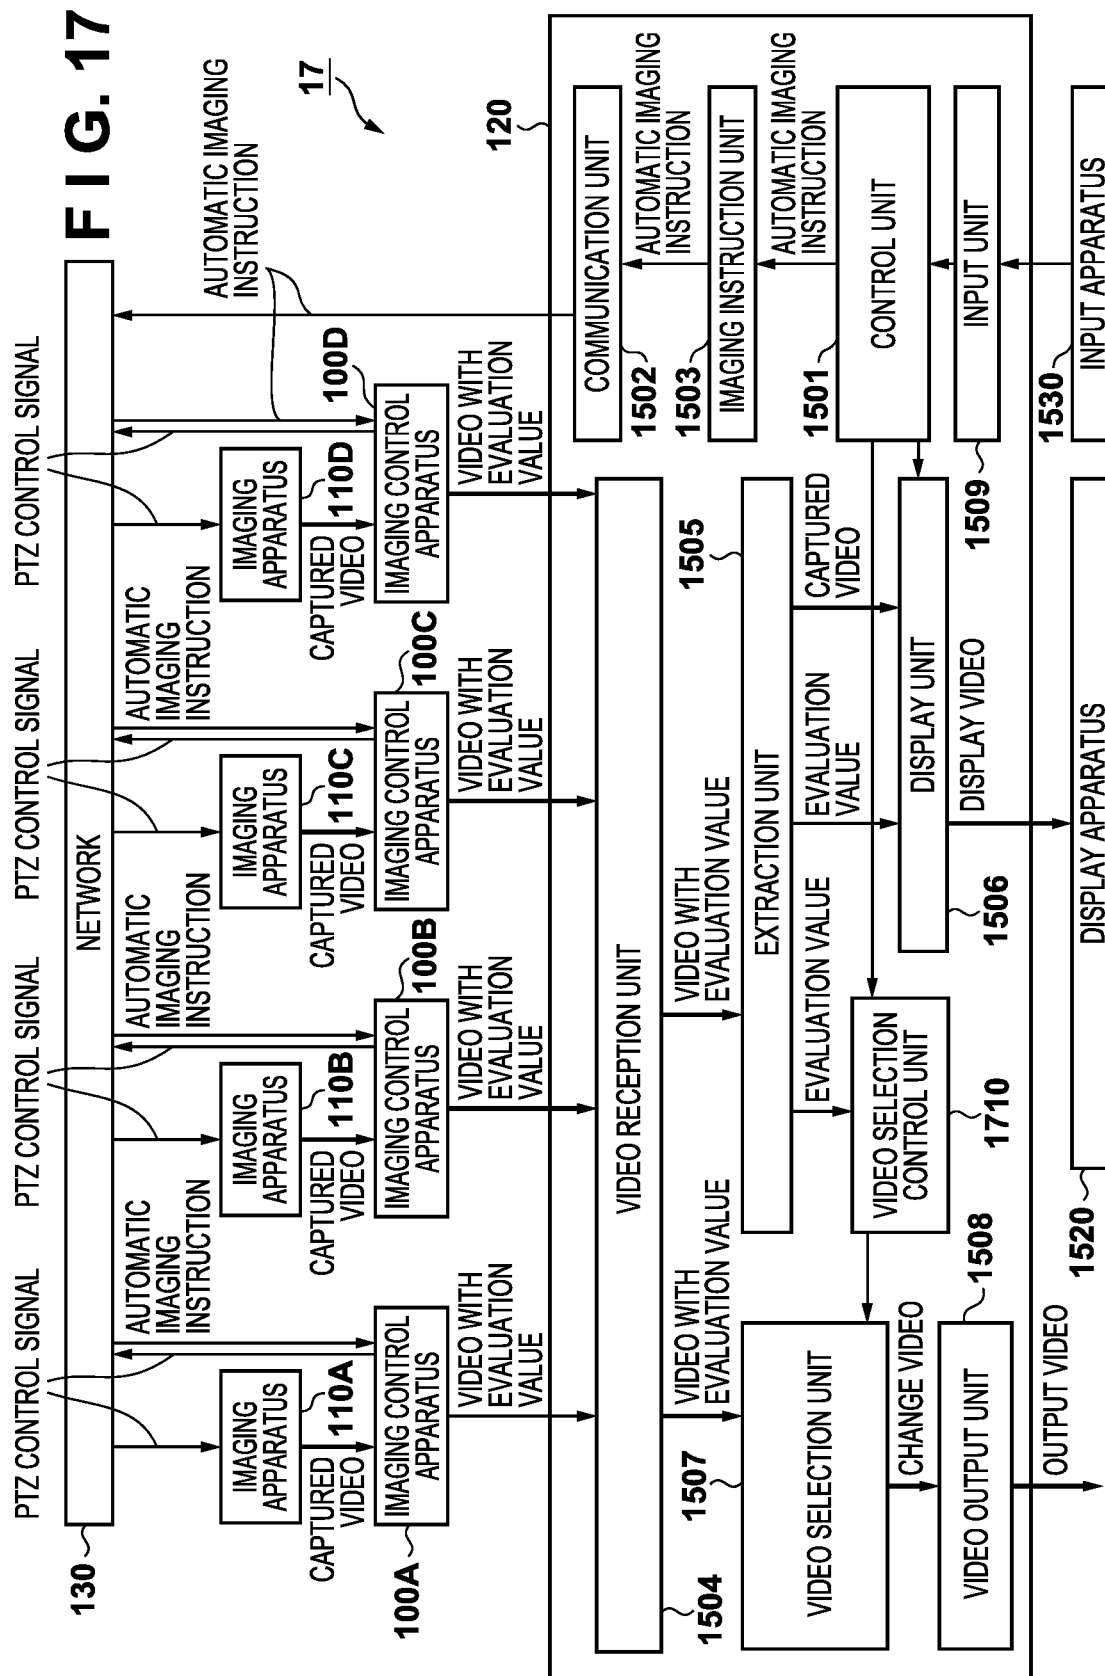 FIG. 17
17
PTZ CONTROL SIGNAL
PTZ CONTROL SIGNAL
PTZ CONTROL SIGNAL
PTZ CONTROL SIGNAL
130
NETWORK
AUTOMATIC
IMAGING
INSTRUCTION
AUTOMATIC
IMAGING
INSTRUCTION
AUTOMATIC
IMAGING
INSTRUCTION
AUTOMATIC IMAGING
INSTRUCTION
IMAGING
APPARATUS
110A
IMAGING
APPARATUS
110B
IMAGING
APPARATUS
110C
IMAGING
APPARATUS
110D
CAPTURED
VIDEO
CAPTURED
VIDEO
CAPTURED
VIDEO
CAPTURED
VIDEO
100A
IMAGING CONTROL
APPARATUS
100B
IMAGING CONTROL
APPARATUS
100C
IMAGING CONTROL
APPARATUS
100D
IMAGING CONTROL
APPARATUS
VIDEO WITH
EVALUATION
VALUE
VIDEO WITH
EVALUATION
VALUE
VIDEO WITH
EVALUATION
VALUE
VIDEO WITH
EVALUATION
VALUE
120
1504
VIDEO RECEPTION UNIT
COMMUNICATION UNIT
1502
AUTOMATIC IMAGING
INSTRUCTION
1503
IMAGING INSTRUCTION UNIT
AUTOMATIC IMAGING
INSTRUCTION
1501
CONTROL UNIT
INPUT UNIT
1509
1530
INPUT APPARATUS
VIDEO WITH
EVALUATION VALUE
VIDEO WITH
EVALUATION VALUE
1505
EXTRACTION UNIT
EVALUATION VALUE
EVALUATION
VALUE
CAPTURED
VIDEO
1507
VIDEO SELECTION UNIT
VIDEO SELECTION
CONTROL UNIT
1710
DISPLAY UNIT
1506
CHANGE VIDEO
DISPLAY VIDEO
VIDEO OUTPUT UNIT
1508
OUTPUT VIDEO
1520
DISPLAY APPARATUS